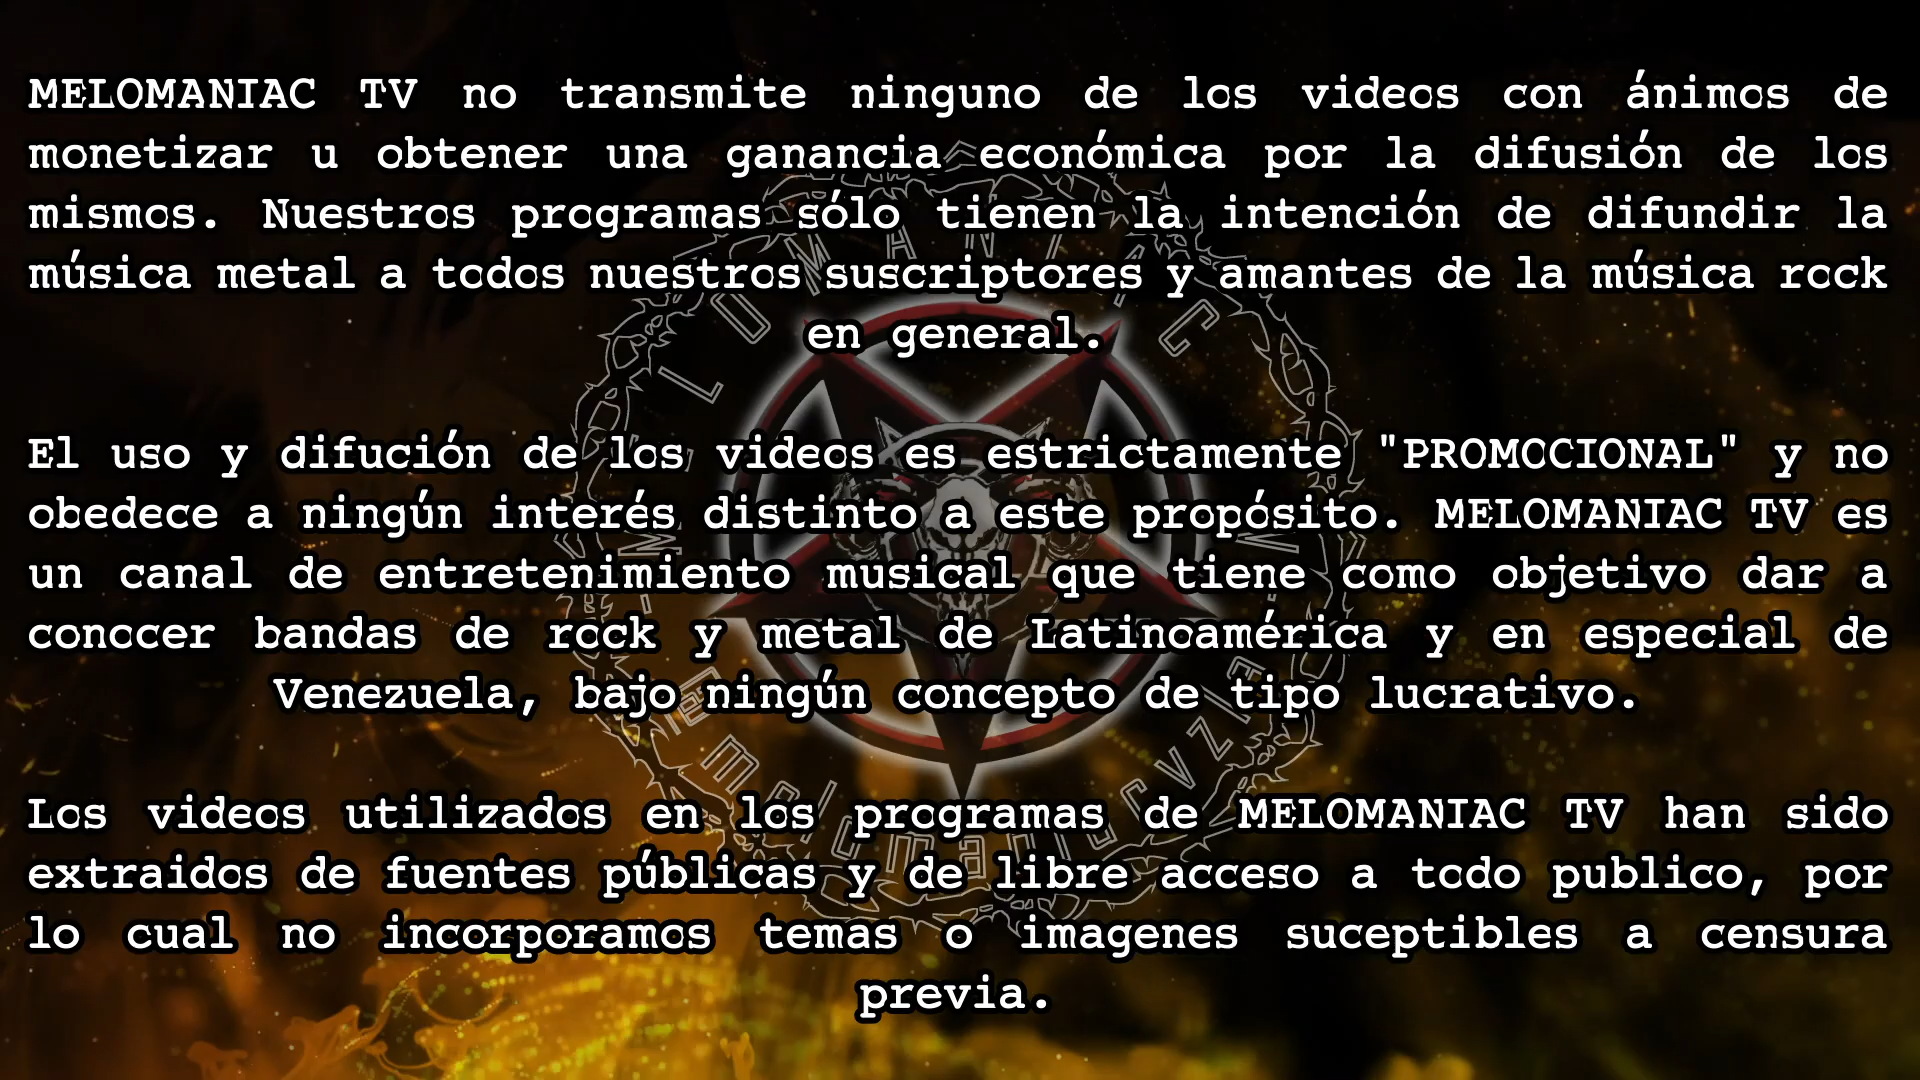 MELOMANIAC TV no transmite ninguno de los videos con ánimos de
monetizar u obtener una ganancia económica por la difusión de los
mismos. Nuestros programas sólo tienen la intención de difundir la
música metal a todos nuestros suscriptores y amantes de la música rock
en general.
El uso y difución de los videos es estrictamente "PROMOCIONAL" y no
obedece a ningún interés distinto a este propósito. MELOMANIAC TV es
un canal de entretenimiento musical que tiene como objetivo dar a
conocer bandas de rock y metal de Latinoamérica y en especial de
Venezuela, bajo ningún concepto de tipo lucrativo.
Los videos utilizados en los programas de MELOMANIAC TV han sido
extraidos de fuentes públicas y de libre acceso a todo publico, por
lo cual no incorporamos temas o imagenes suceptibles a censura
previa.
MELOMANIAC TV